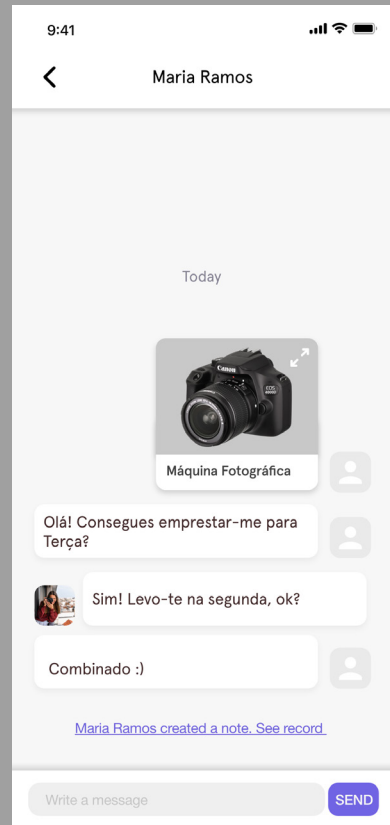 9:41
Maria Ramos
Today
Canon
EOS
Máquina Fotográfica
Olá! Consegues emprestar-me para
Terça?
Sim! Levo-te na segunda, ok?
Combinado :)
Maria Ramos created a note. See record
Write a message
SEND